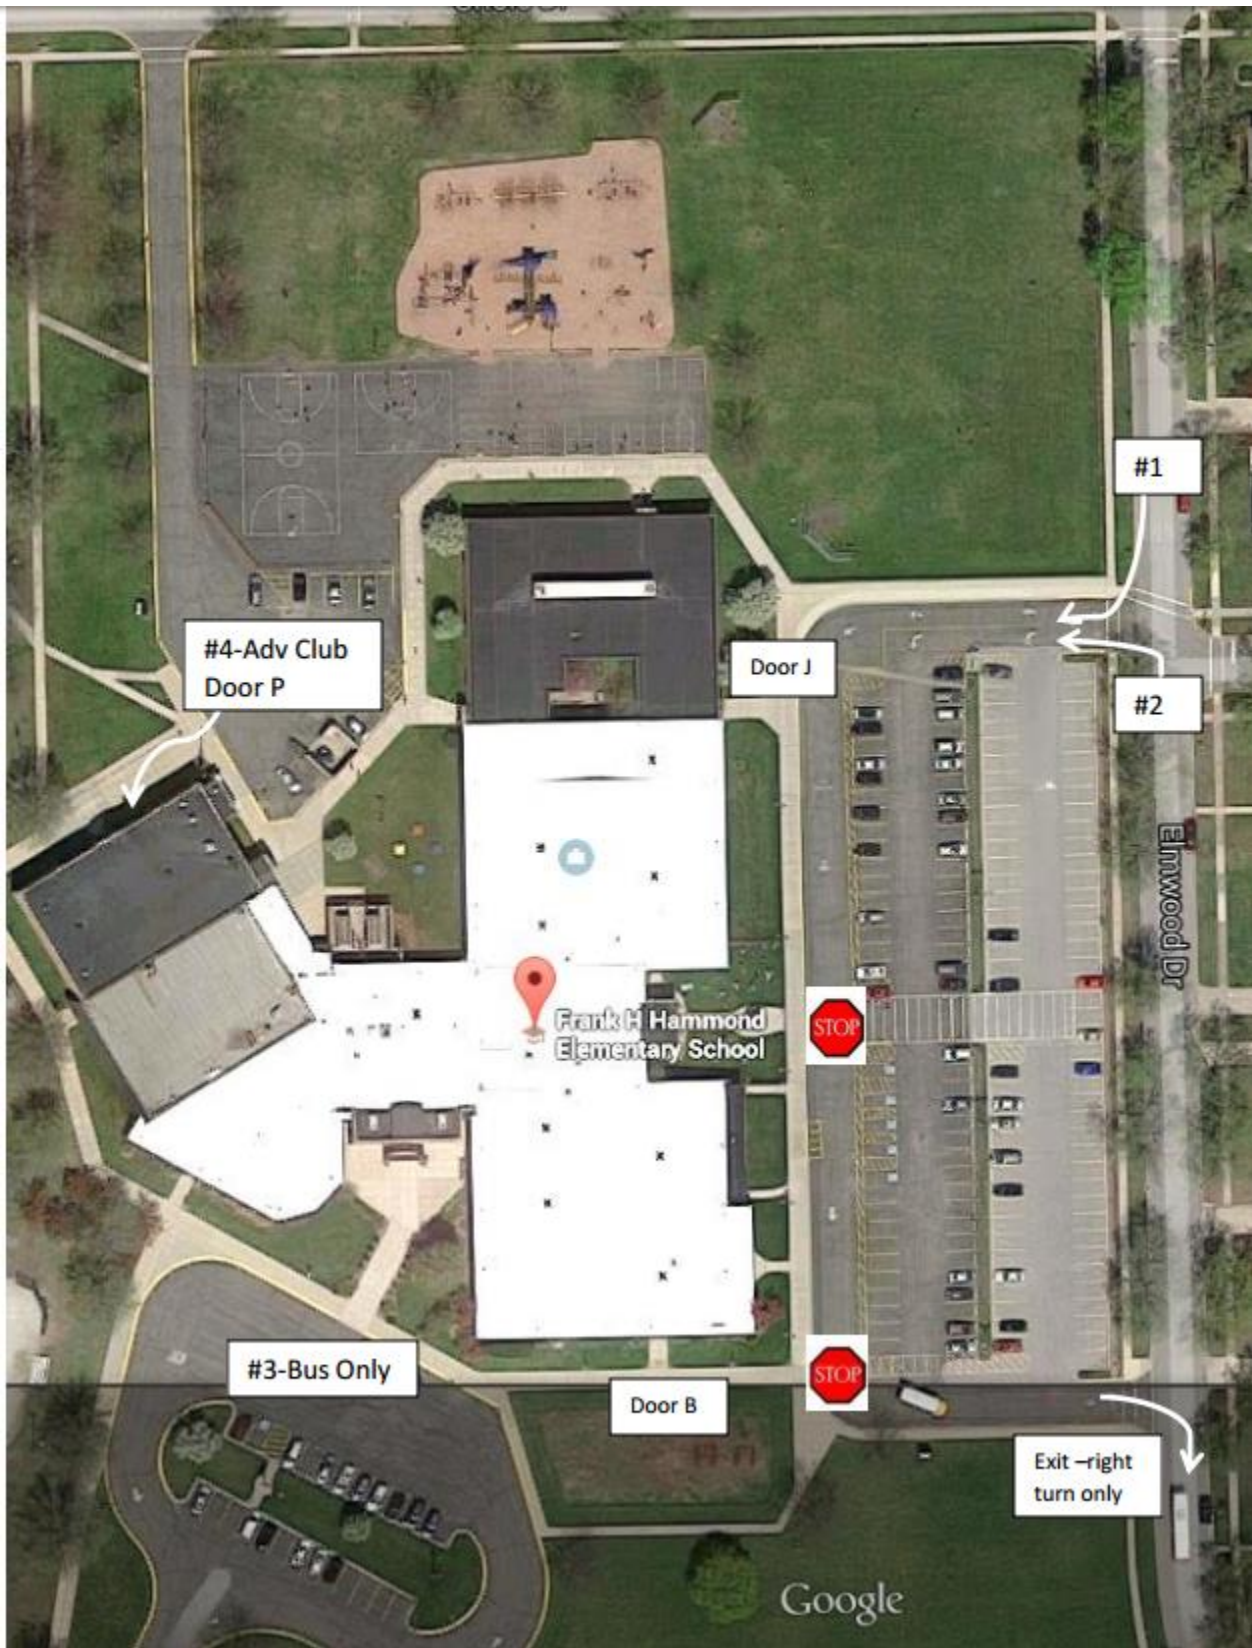 #1
#4-Adv Club
Door P
Door J
#2
Elmwood Dr
STOP
Frank H Hammond
Elementary School
STOP
#3-Bus Only
Door B
Exit –right
turn only
Google